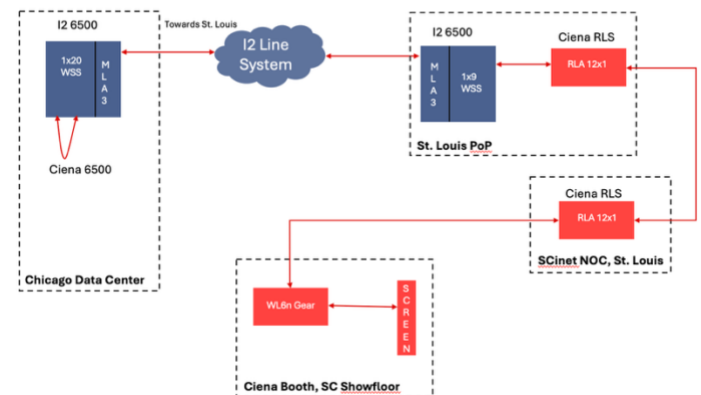 I2 6500
1x20
WSS
M
L
A
3
Ciena 6500
Chicago Data Center
Towards St. Louis
I2 Line
System
I2 6500
M
L
A
3
1x9
WSS
Ciena RLS
RLA 12x1
St. Louis PoP
Ciena RLS
RLA 12x1
SCinet NOC, St. Louis
WL6n Gear
S
C
R
E
E
N
Ciena Booth, SC Showfloor